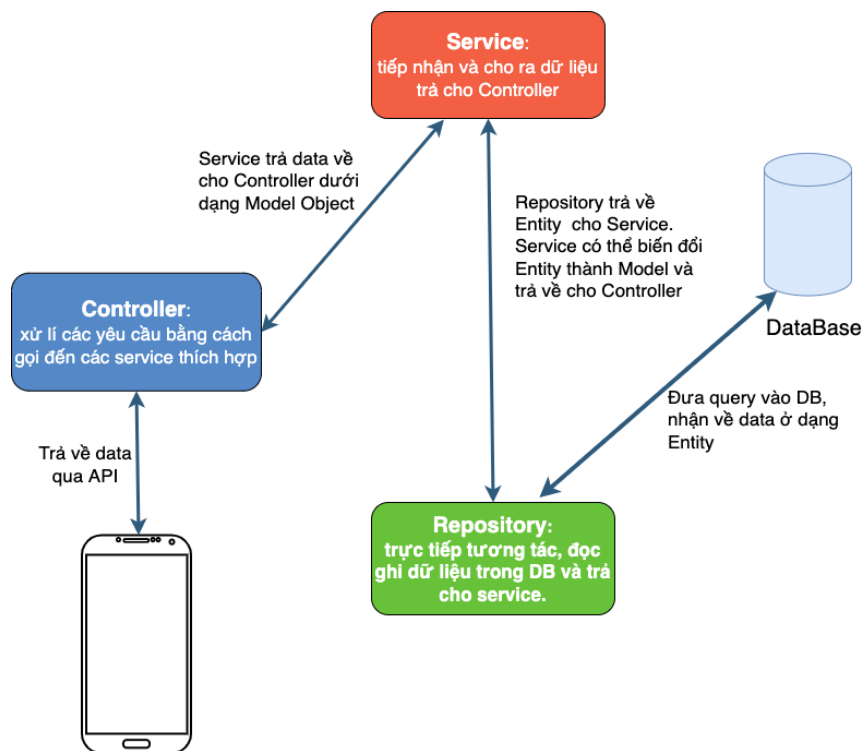 Service:
tiếp nhận và cho ra dữ liệu
trả cho Controller
Service trả data về
cho Controller dưới
dạng Model Object
Repository trả về
Entity cho Service.
Service có thể biến đổi
Entity thành Model và
trả về cho Controller
DataBase
Controller:
xử lí các yêu cầu bằng cách
gọi đến các service thích hợp
Đưa query vào DB,
nhận về data ở dạng
Entity
Trả về data
qua API
Repository:
trực tiếp tương tác, đọc
ghi dữ liệu trong DB và trả
cho service.